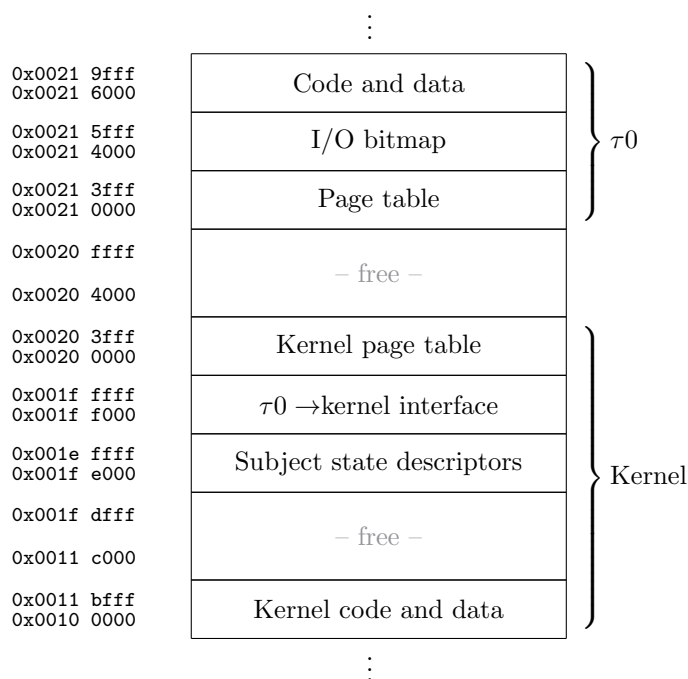 ⋮
0x0021 9fff
0x0021 6000
Code and data
0x0021 5fff
0x0021 4000
I/O bitmap
τ0
0x0021 3fff
0x0021 0000
Page table
0x0020 ffff
– free –
0x0020 4000
0x0020 3fff
0x0020 0000
Kernel page table
0x001f ffff
0x001f f000
τ0 →kernel interface
0x001e ffff
0x001f e000
Subject state descriptors
Kernel
0x001f dfff
– free –
0x0011 c000
0x0011 bfff
0x0010 0000
Kernel code and data
⋮